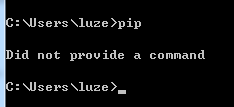 C:\Users\luze>pip
Did not provide a command
C:\Users\luze>_